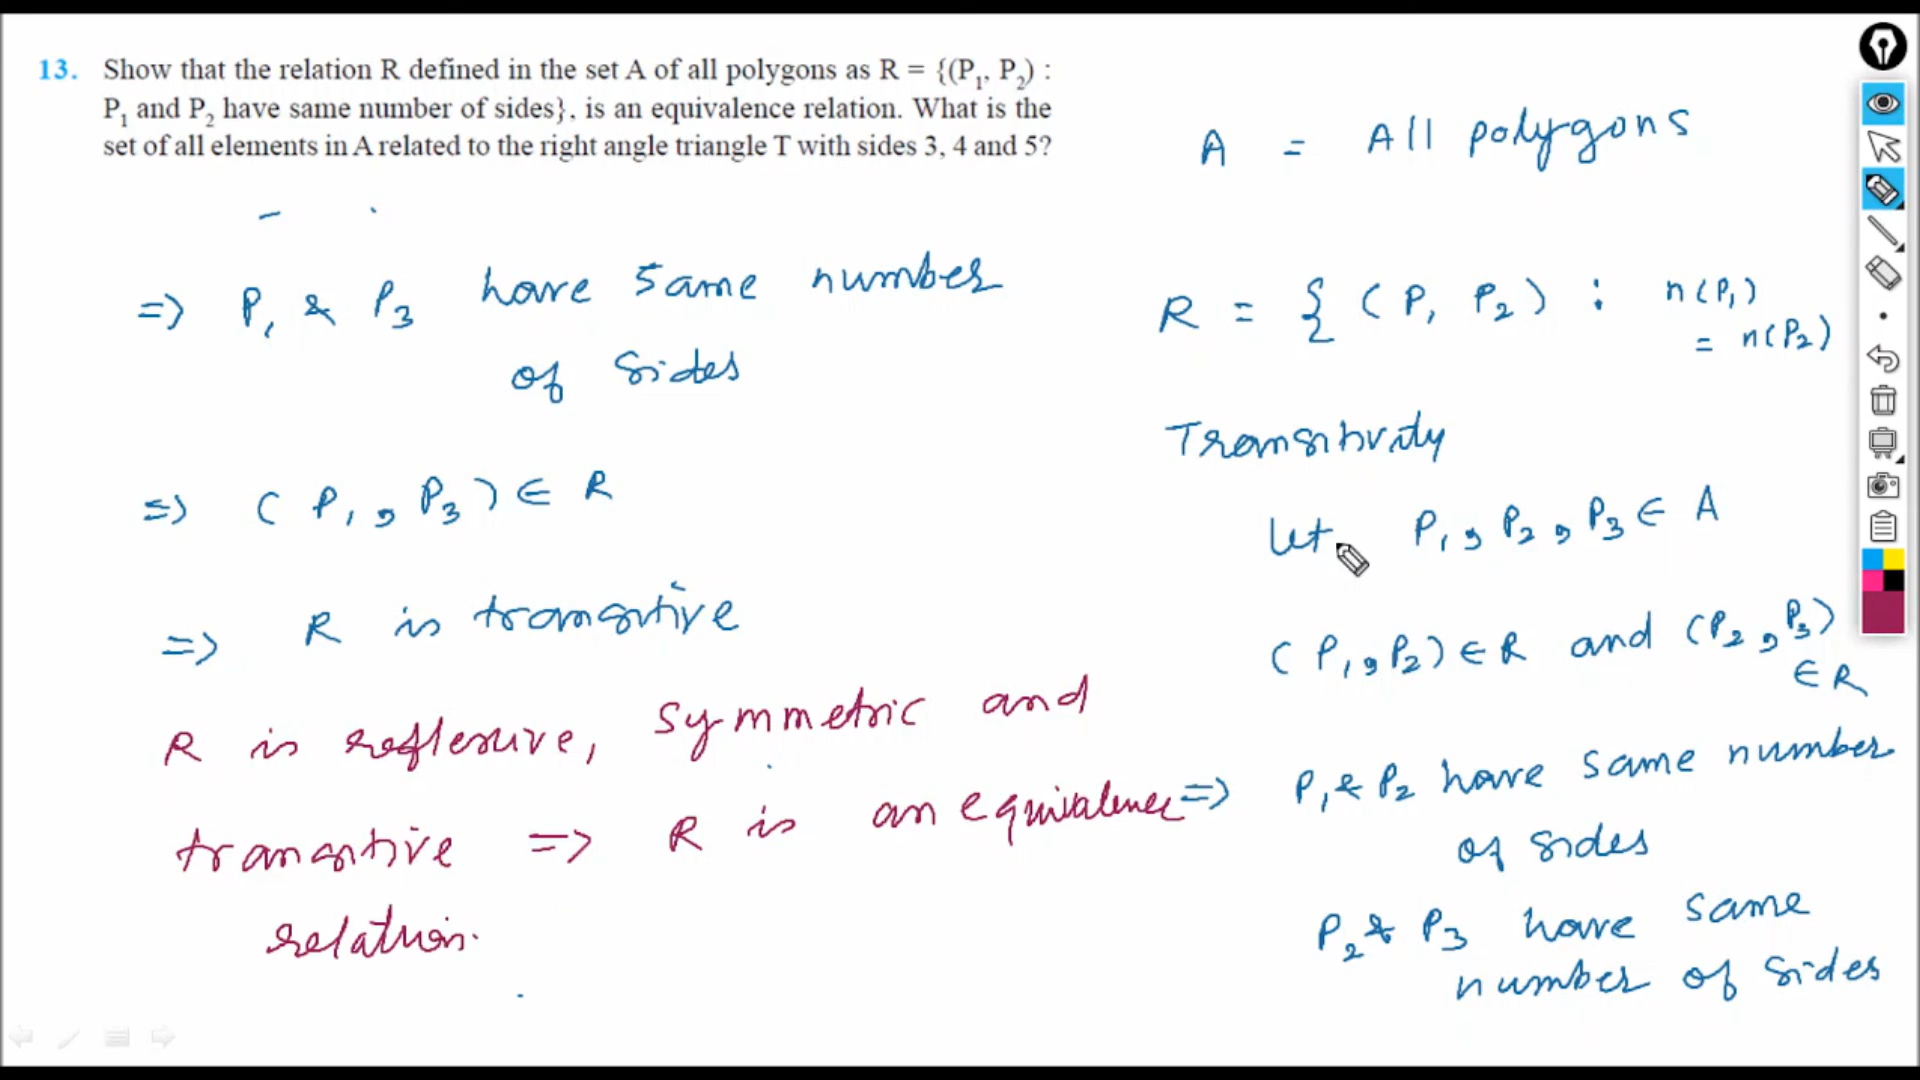 13. Show that the relation R defined in the set A of all polygons as R = {(P₁, P₂) :
P₁ and P₂ have same number of sides}, is an equivalence relation. What is the
set of all elements in A related to the right angle triangle T with sides 3, 4 and 5?
A = All polygons
R = { (P₁ P₂) : n(P₁)
= n(P₂)
Transitivity
Let P₁, P₂, P₃ ∈ A
(P₁, P₂) ∈ R and (P₂, P₃)
∈ R
=> P₁ & P₂ have same number
of sides
P₂ & P₃ have same
number of sides
=> P₁ & P₃ have same number
of sides
=> (P₁, P₃) ∈ R
=> R is transitive
R is reflexive, symmetric and
transitive => R is an equivalence
relation.